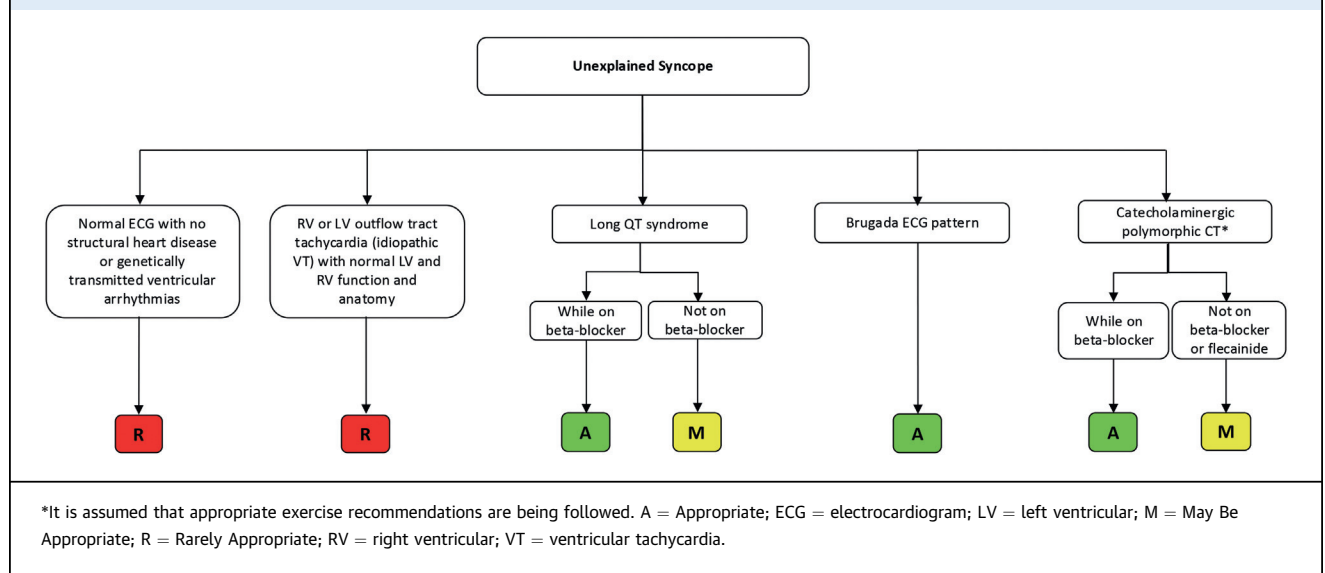 Unexplained Syncope
Normal ECG with no
structural heart disease
or genetically
transmitted ventricular
arrhythmias
RV or LV outflow tract
tachycardia (idiopathic
VT) with normal LV and
RV function and
anatomy
Long QT syndrome
Brugada ECG pattern
Catecholaminergic
polymorphic CT*
While on
beta-blocker
Not on
beta-blocker
While on
beta-blocker
Not on
beta-blocker
or flecainide
R
R
A
M
A
A
M
*It is assumed that appropriate exercise recommendations are being followed. A = Appropriate; ECG = electrocardiogram; LV = left ventricular; M = May Be
Appropriate; R = Rarely Appropriate; RV = right ventricular; VT = ventricular tachycardia.